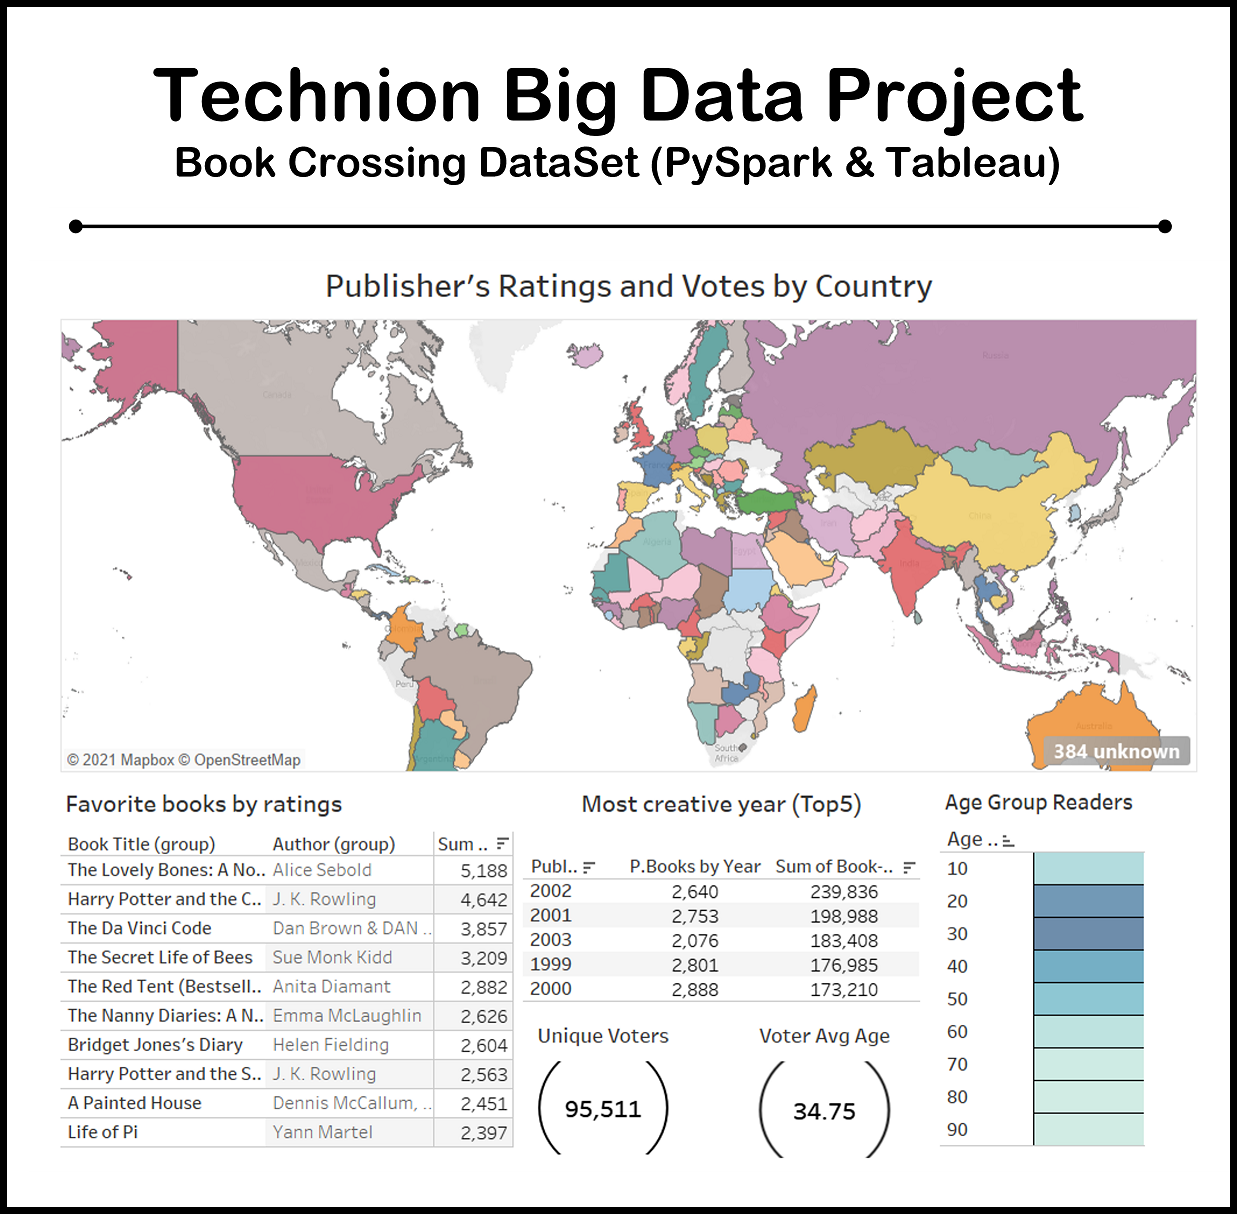 Technion Big Data Project
Book Crossing DataSet (PySpark & Tableau)
Publisher’s Ratings and Votes by Country
Russia
Canada
France
China
Mexico
Algeria
Egypt
Iran
India
Peru
South
Africa
Australia
Argentina
© 2021 Mapbox © OpenStreetMap
384 unknown
Favorite books by ratings
Book Title (group) Author (group) Sum ..
The Lovely Bones: A No.. Alice Sebold 5,188
Harry Potter and the C.. J. K. Rowling 4,642
The Da Vinci Code Dan Brown & DAN .. 3,857
The Secret Life of Bees Sue Monk Kidd 3,209
The Red Tent (Bestsell.. Anita Diamant 2,882
The Nanny Diaries: A N.. Emma McLaughlin 2,626
Bridget Jones’s Diary Helen Fielding 2,604
Harry Potter and the S.. J. K. Rowling 2,563
A Painted House Dennis McCallum, .. 2,451
Life of Pi Yann Martel 2,397
Most creative year (Top5)
Publ.. P.Books by Year Sum of Book-..
2002 2,640 239,836
2001 2,753 198,988
2003 2,076 183,408
1999 2,801 176,985
2000 2,888 173,210
Unique Voters
95,511
Voter Avg Age
34.75
Age Group Readers
Age ..
10
20
30
40
50
60
70
80
90